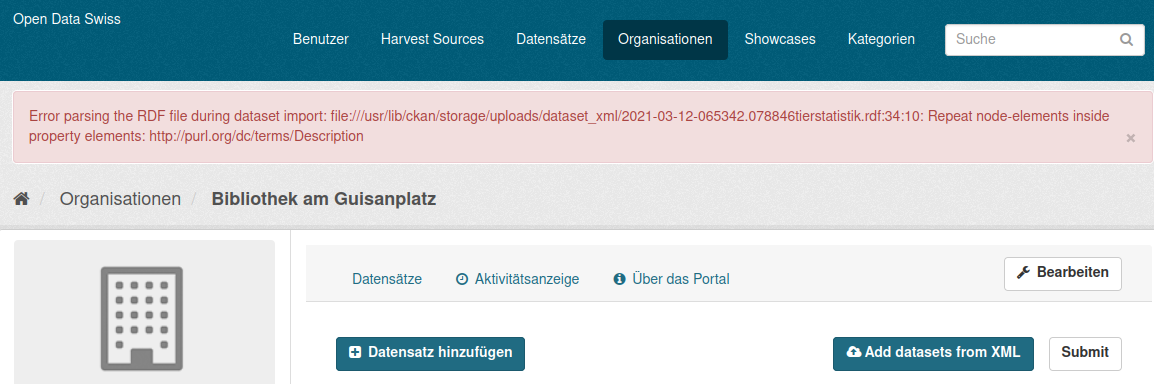 Open Data Swiss
Benutzer Harvest Sources Datensätze Organisationen Showcases Kategorien Suche
Error parsing the RDF file during dataset import: file:///usr/lib/ckan/storage/uploads/dataset_xml/2021-03-12-065342.078846tierstatistik.rdf:34:10: Repeat node-elements inside
property elements: http://purl.org/dc/terms/Description ×
/ Organisationen / Bibliothek am Guisanplatz
Datensätze Aktivitätsanzeige Über das Portal Bearbeiten
Datensatz hinzufügen Add datasets from XML Submit